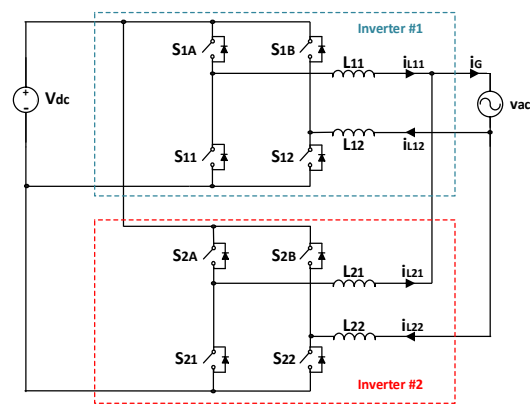 S1A
S1B
Inverter #1
L11
iL11
iG
Vdc
+
-
vac
L12
iL12
S11
S12
S2A
S2B
L21
iL21
L22
iL22
S21
S22
Inverter #2